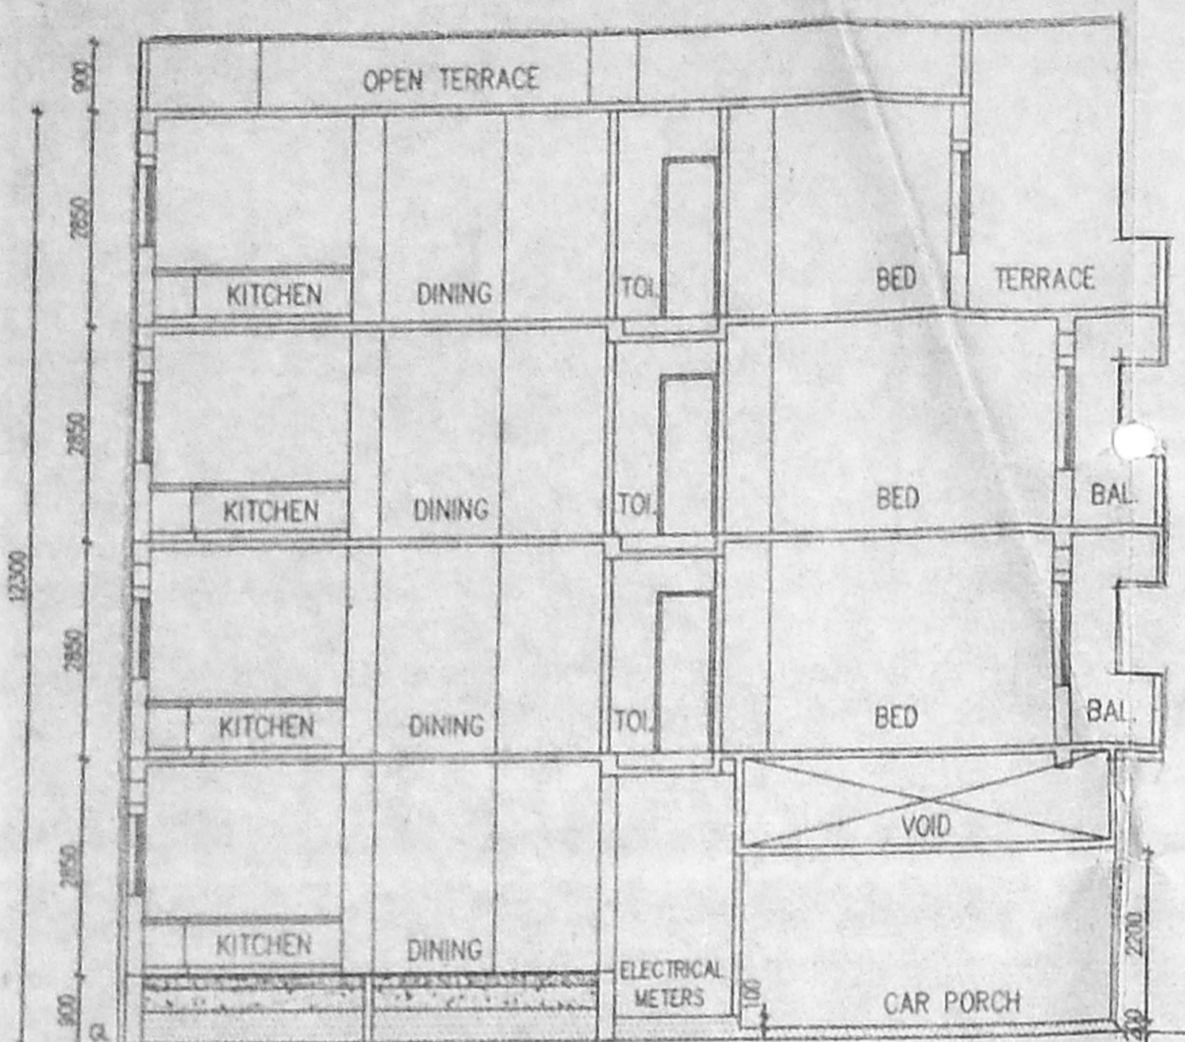 900
OPEN TERRACE
2850
KITCHEN
DINING
TOI.
BED
TERRACE
2850
KITCHEN
DINING
TOI.
BED
BAL.
12300
2850
KITCHEN
DINING
TOI.
BED
BAL.
VOID
2850
KITCHEN
DINING
2200
ELECTRICAL
METERS
100
CAR PORCH
900